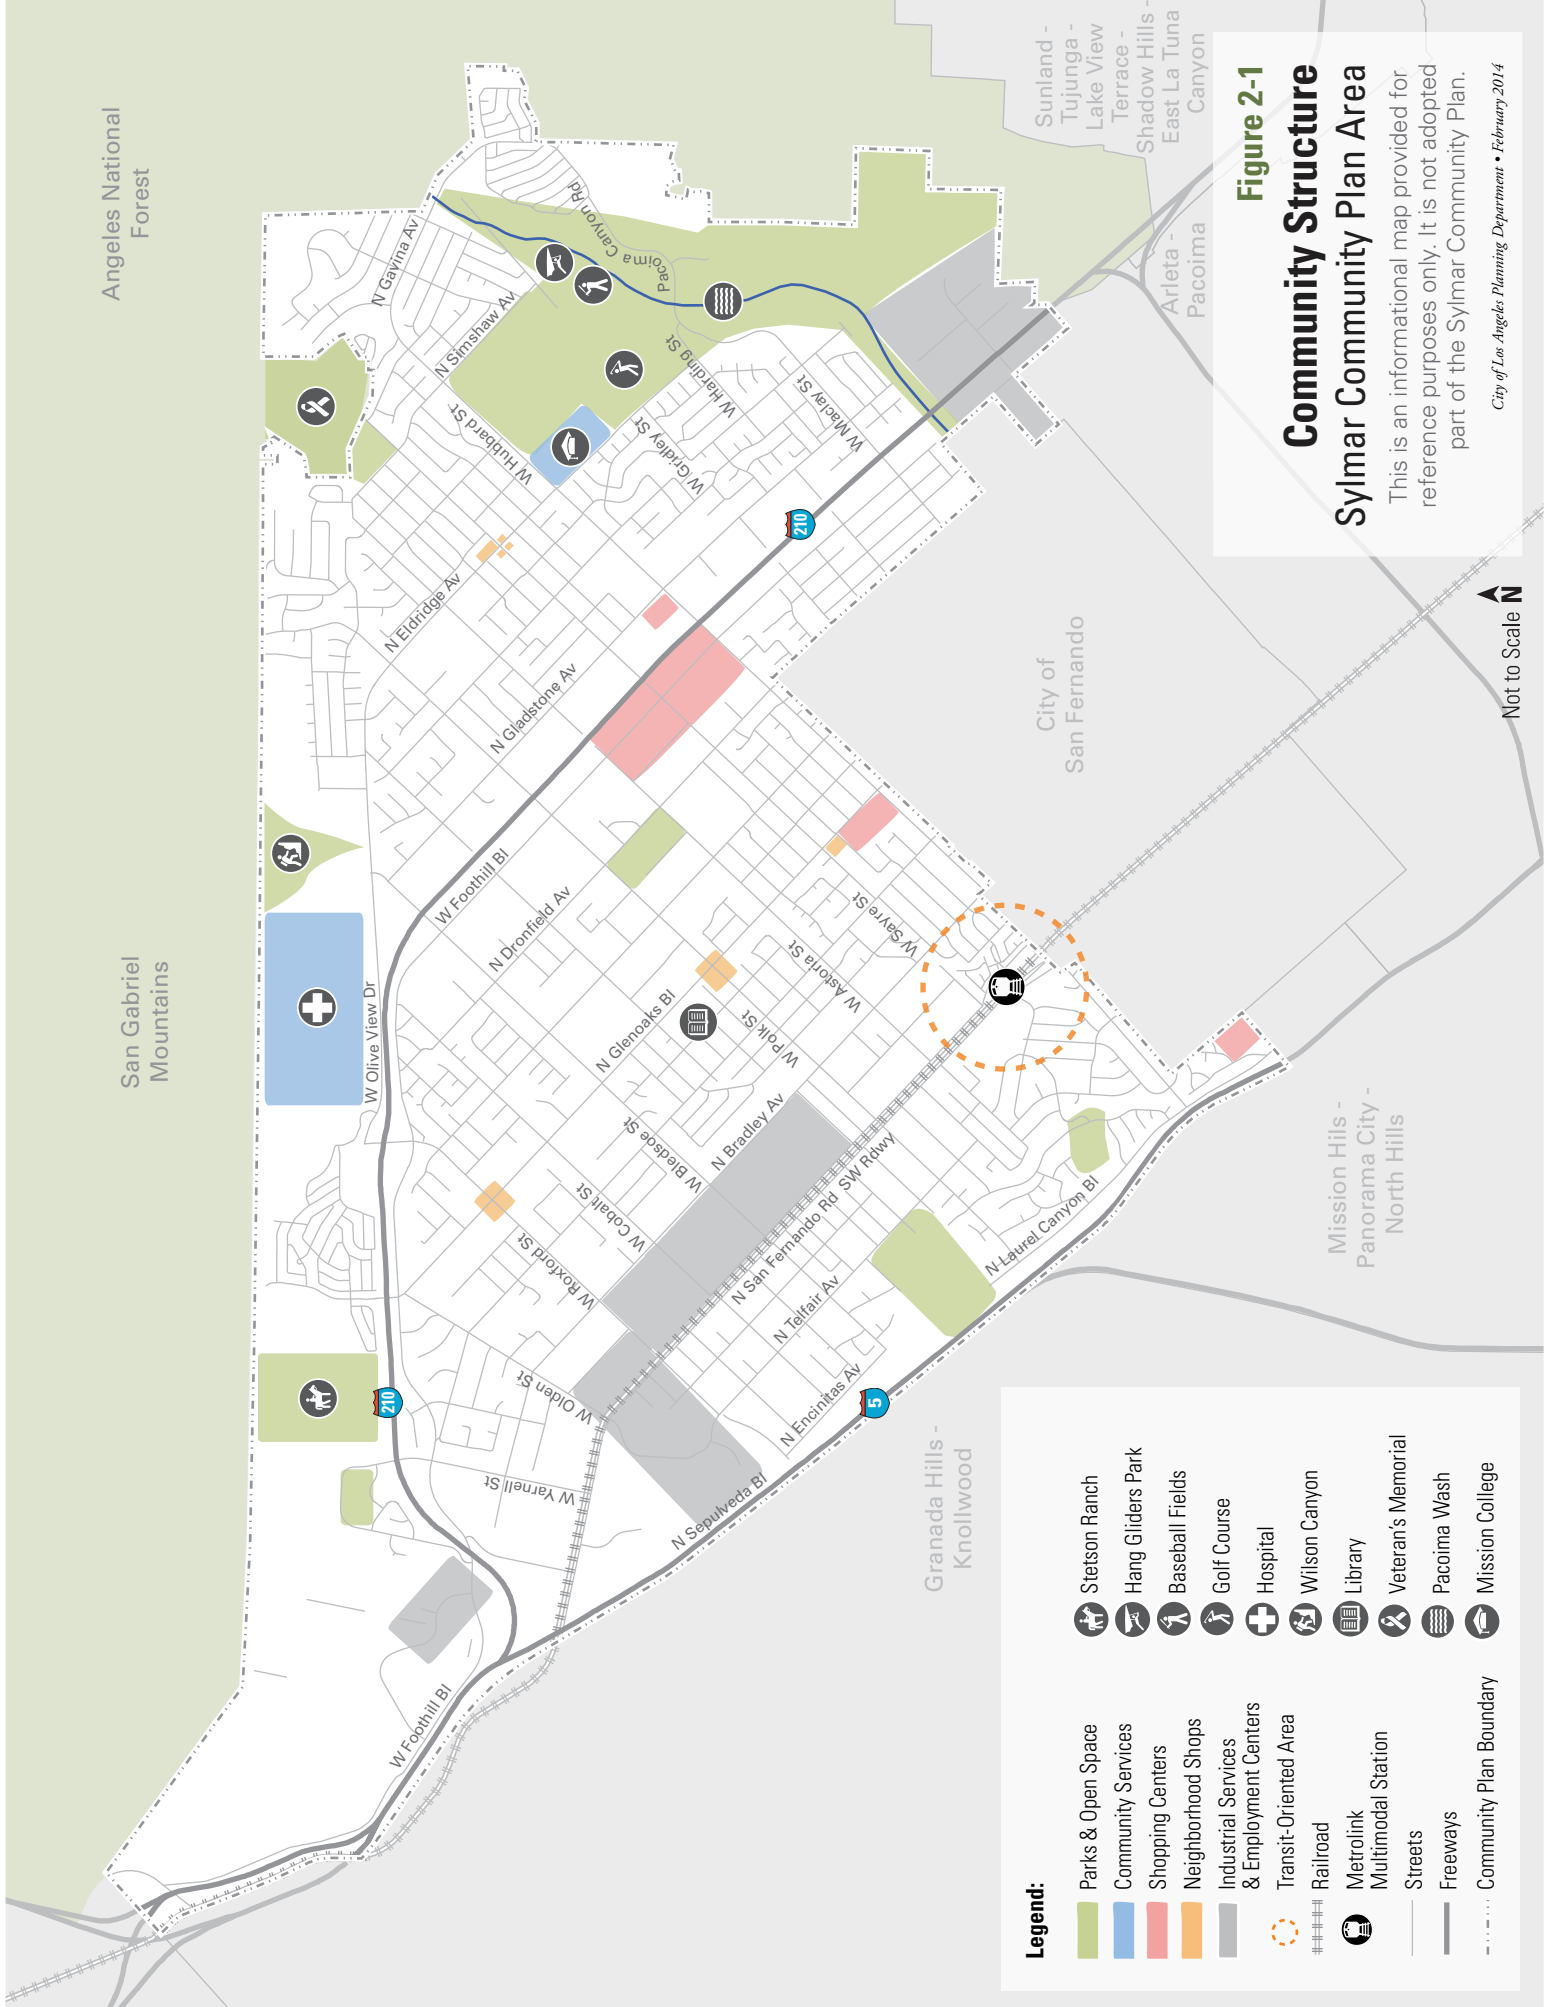 Angeles National
Forest
San Gabriel
Mountains
Sunland -
Tujunga -
Lake View
Terrace -
Shadow Hills -
East La Tuna
Canyon
Arleta -
Pacoima
City of
San Fernando
Mission Hils -
Panorama City -
North Hills
Granada Hills -
Knollwood
N Gavina Av
N Simshaw Av
Pacoima Canyon Rd
W Hubbard St
W Gridley St
W Harding St
W Maclay St
N Eldridge Av
N Gladstone Av
W Foothill Bl
N Dronfield Av
W Olive View Dr
N Glenoaks Bl
W Polk St
W Astoria St
W Sayre St
N Bradley Av
W Bledsoe St
W Cobalt St
W Roxford St
W Olden St
W Yarnell St
N San Fernando Rd
SW Rdwy
N Telfair Av
N Encinitas Av
N Laurel Canyon Bl
N Sepulveda Bl
W Foothill Bl
210
210
5
Figure 2-1
Community Structure
Sylmar Community Plan Area
This is an informational map provided for
reference purposes only. It is not adopted
part of the Sylmar Community Plan.
City of Los Angeles Planning Department • February 2014
Not to Scale
N
Legend:
Parks & Open Space
Community Services
Shopping Centers
Neighborhood Shops
Industrial Services
& Employment Centers
Transit-Oriented Area
Railroad
Metrolink
Multimodal Station
Streets
Freeways
Community Plan Boundary
Stetson Ranch
Hang Gliders Park
Baseball Fields
Golf Course
Hospital
Wilson Canyon
Library
Veteran's Memorial
Pacoima Wash
Mission College